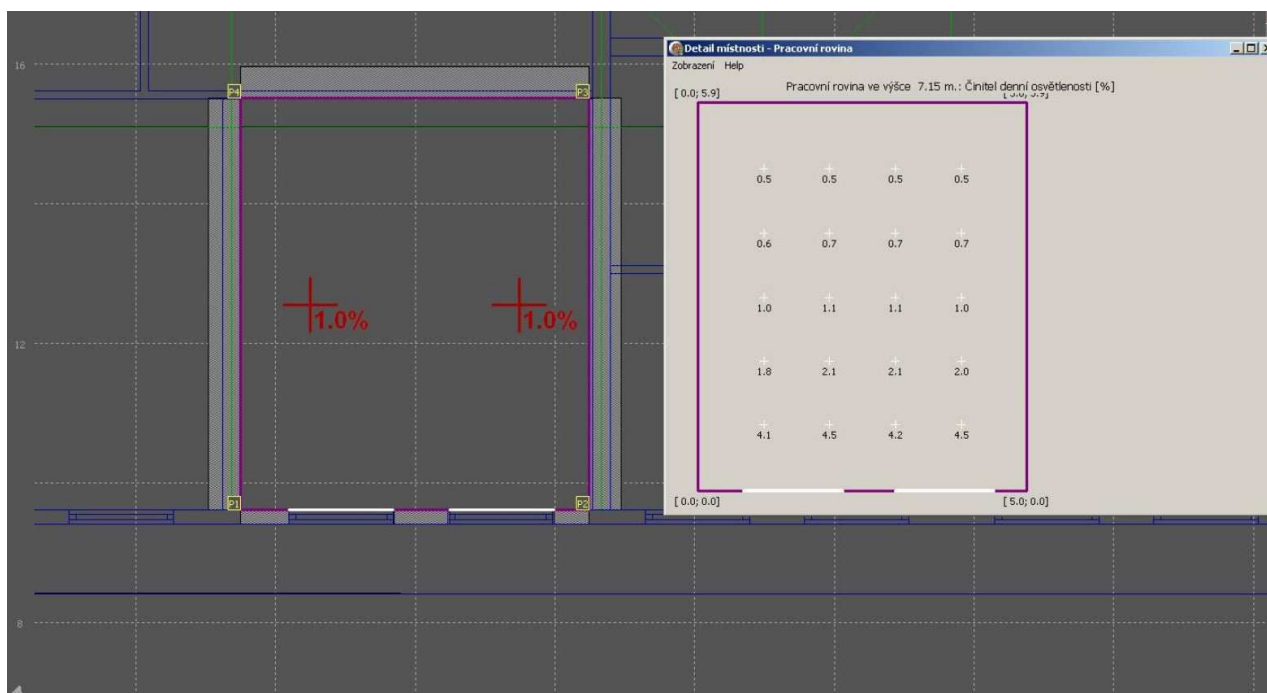 16
12
8
P4
P3
P1
P2
1.0%
1.0%
Detail místnosti - Pracovní rovina
Zobrazení Help
Pracovní rovina ve výšce 7.15 m.: Činitel denní osvětlenosti [%]
[ 0.0; 5.9]
[ 5.0; 5.9]
0.5 0.5 0.5 0.5
0.6 0.7 0.7 0.7
1.0 1.1 1.1 1.0
1.8 2.1 2.1 2.0
4.1 4.5 4.2 4.5
[ 0.0; 0.0]
[ 5.0; 0.0]